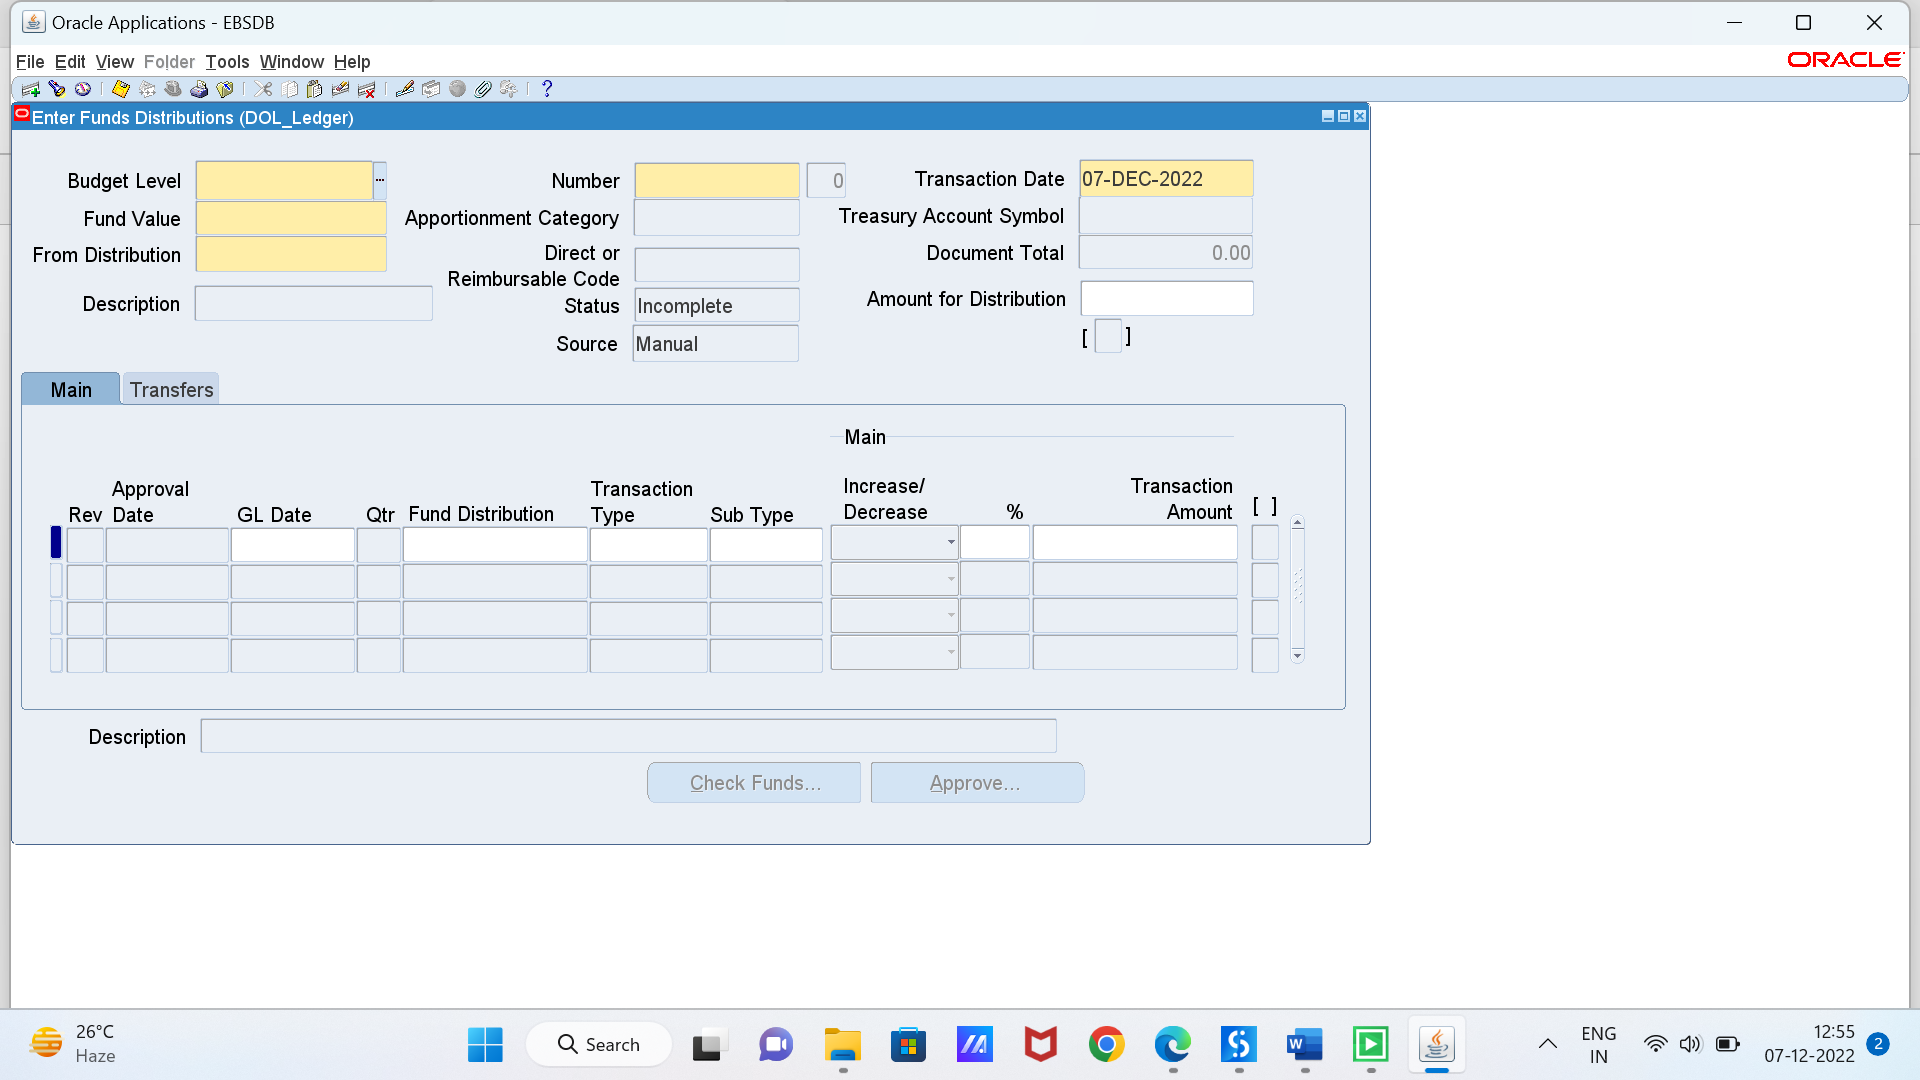 Oracle Applications - EBSDB
File Edit View Folder Tools Window Help
ORACLE
Enter Funds Distributions (DOL_Ledger)
Budget Level
Number 0
Transaction Date 07-DEC-2022
Fund Value
Apportionment Category
Treasury Account Symbol
From Distribution
Direct or
Reimbursable Code
Document Total 0.00
Description
Status Incomplete
Amount for Distribution
Source Manual
[ ]
Main Transfers
Main
Rev
Approval
Date
GL Date
Qtr
Fund Distribution
Transaction
Type
Sub Type
Increase/
Decrease
%
Transaction
Amount
[ ]
Description
Check Funds...
Approve...
26°C
Haze
Search
ENG
IN
12:55
07-12-2022
2